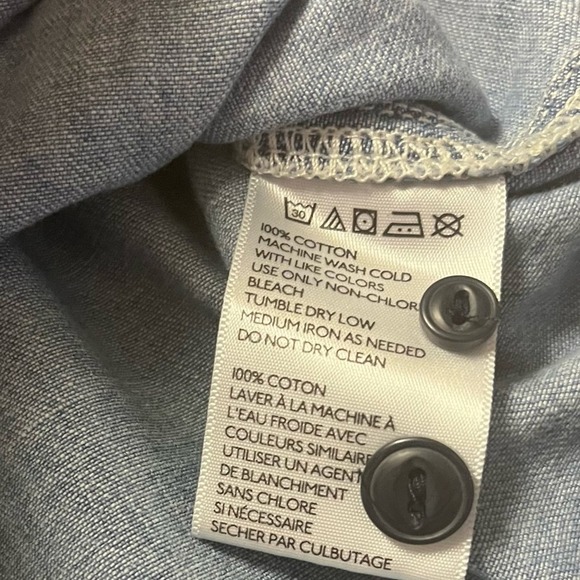 30
100% COTTON
MACHINE WASH COLD
WITH LIKE COLORS
USE ONLY NON-CHLOR
BLEACH
TUMBLE DRY LOW
MEDIUM IRON AS NEEDED
DO NOT DRY CLEAN
100% COTON
LAVER À LA MACHINE À
L'EAU FROIDE AVEC
COULEURS SIMILAIRE
UTILISER UN AGENT
DE BLANCHIMENT
SANS CHLORE
SI NÉCESSAIRE
SECHER PAR CULBUTAGE